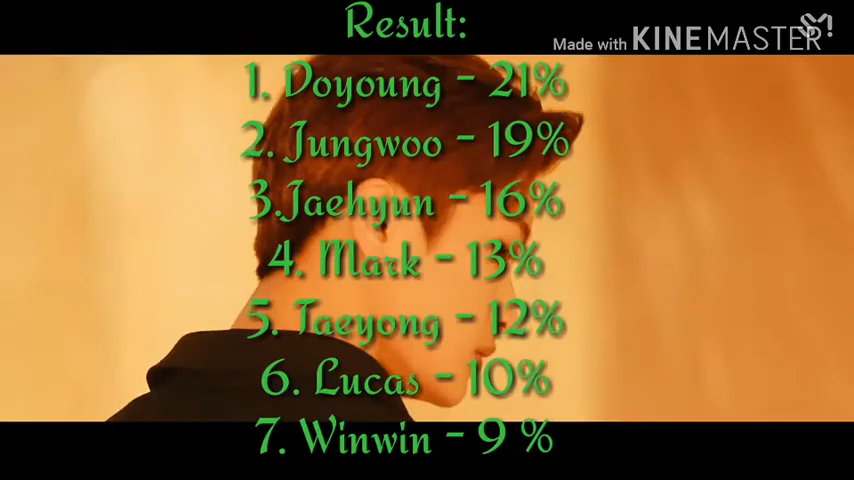 Result:
SM!
Made with KINEMASTER
1. Doyoung - 21%
2. Jungwoo - 19%
3.Jaehyun - 16%
4. Mark - 13%
5. Taeyong - 12%
6. Lucas - 10%
7. Winwin - 9 %